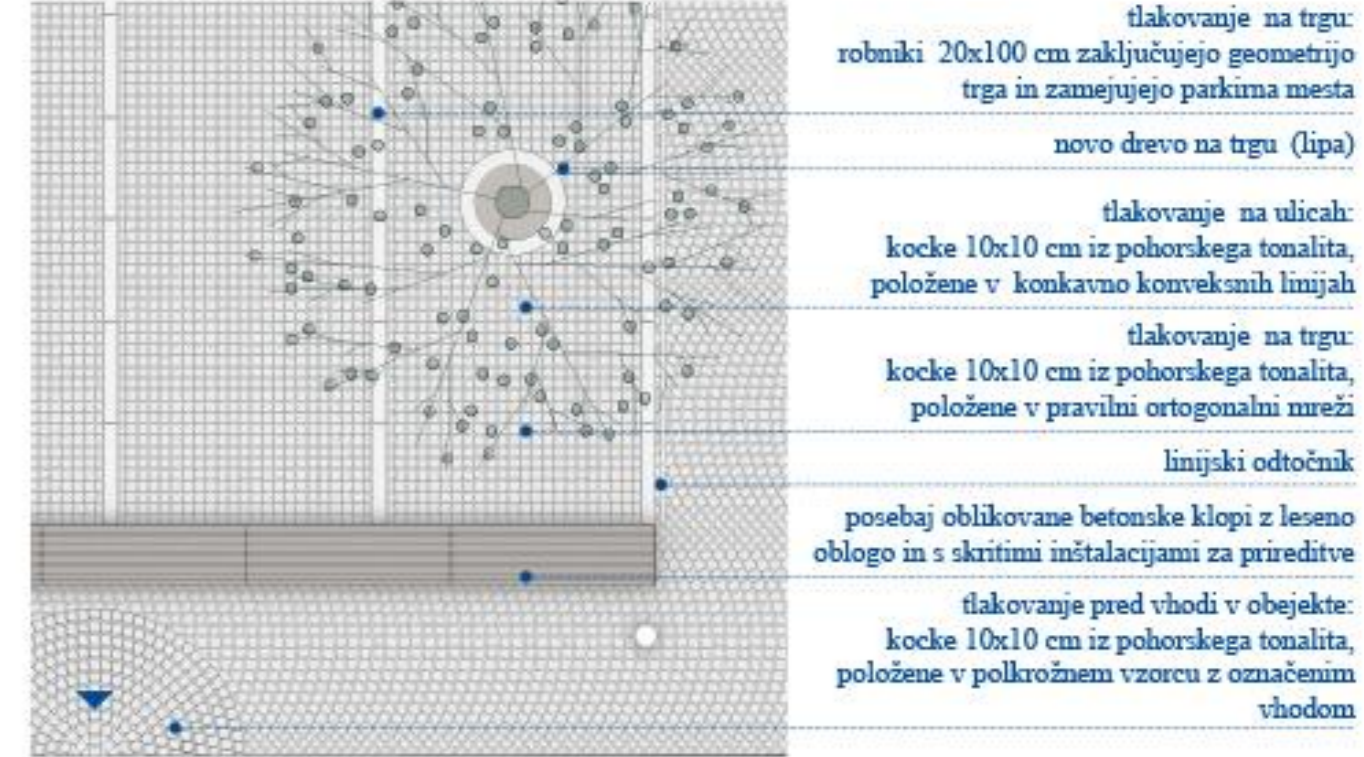 tlakovanje na trgu:
robniki 20x100 cm zaključujejo geometrijo
trga in zamejujejo parkirna mesta
novo drevo na trgu (lipa)
tlakovanje na ulicah:
kocke 10x10 cm iz pohorskega tonalita,
položene v konkavno konveksnih linijah
tlakovanje na trgu:
kocke 10x10 cm iz pohorskega tonalita,
položene v pravilni ortogonalni mreži
linijski odtočnik
posebaj oblikovane betonske klopi z leseno
oblogo in s skritimi inštalacijami za prireditve
tlakovanje pred vhodi v obejekte:
kocke 10x10 cm iz pohorskega tonalita,
položene v polkrožnem vzorcu z označenim
vhodom